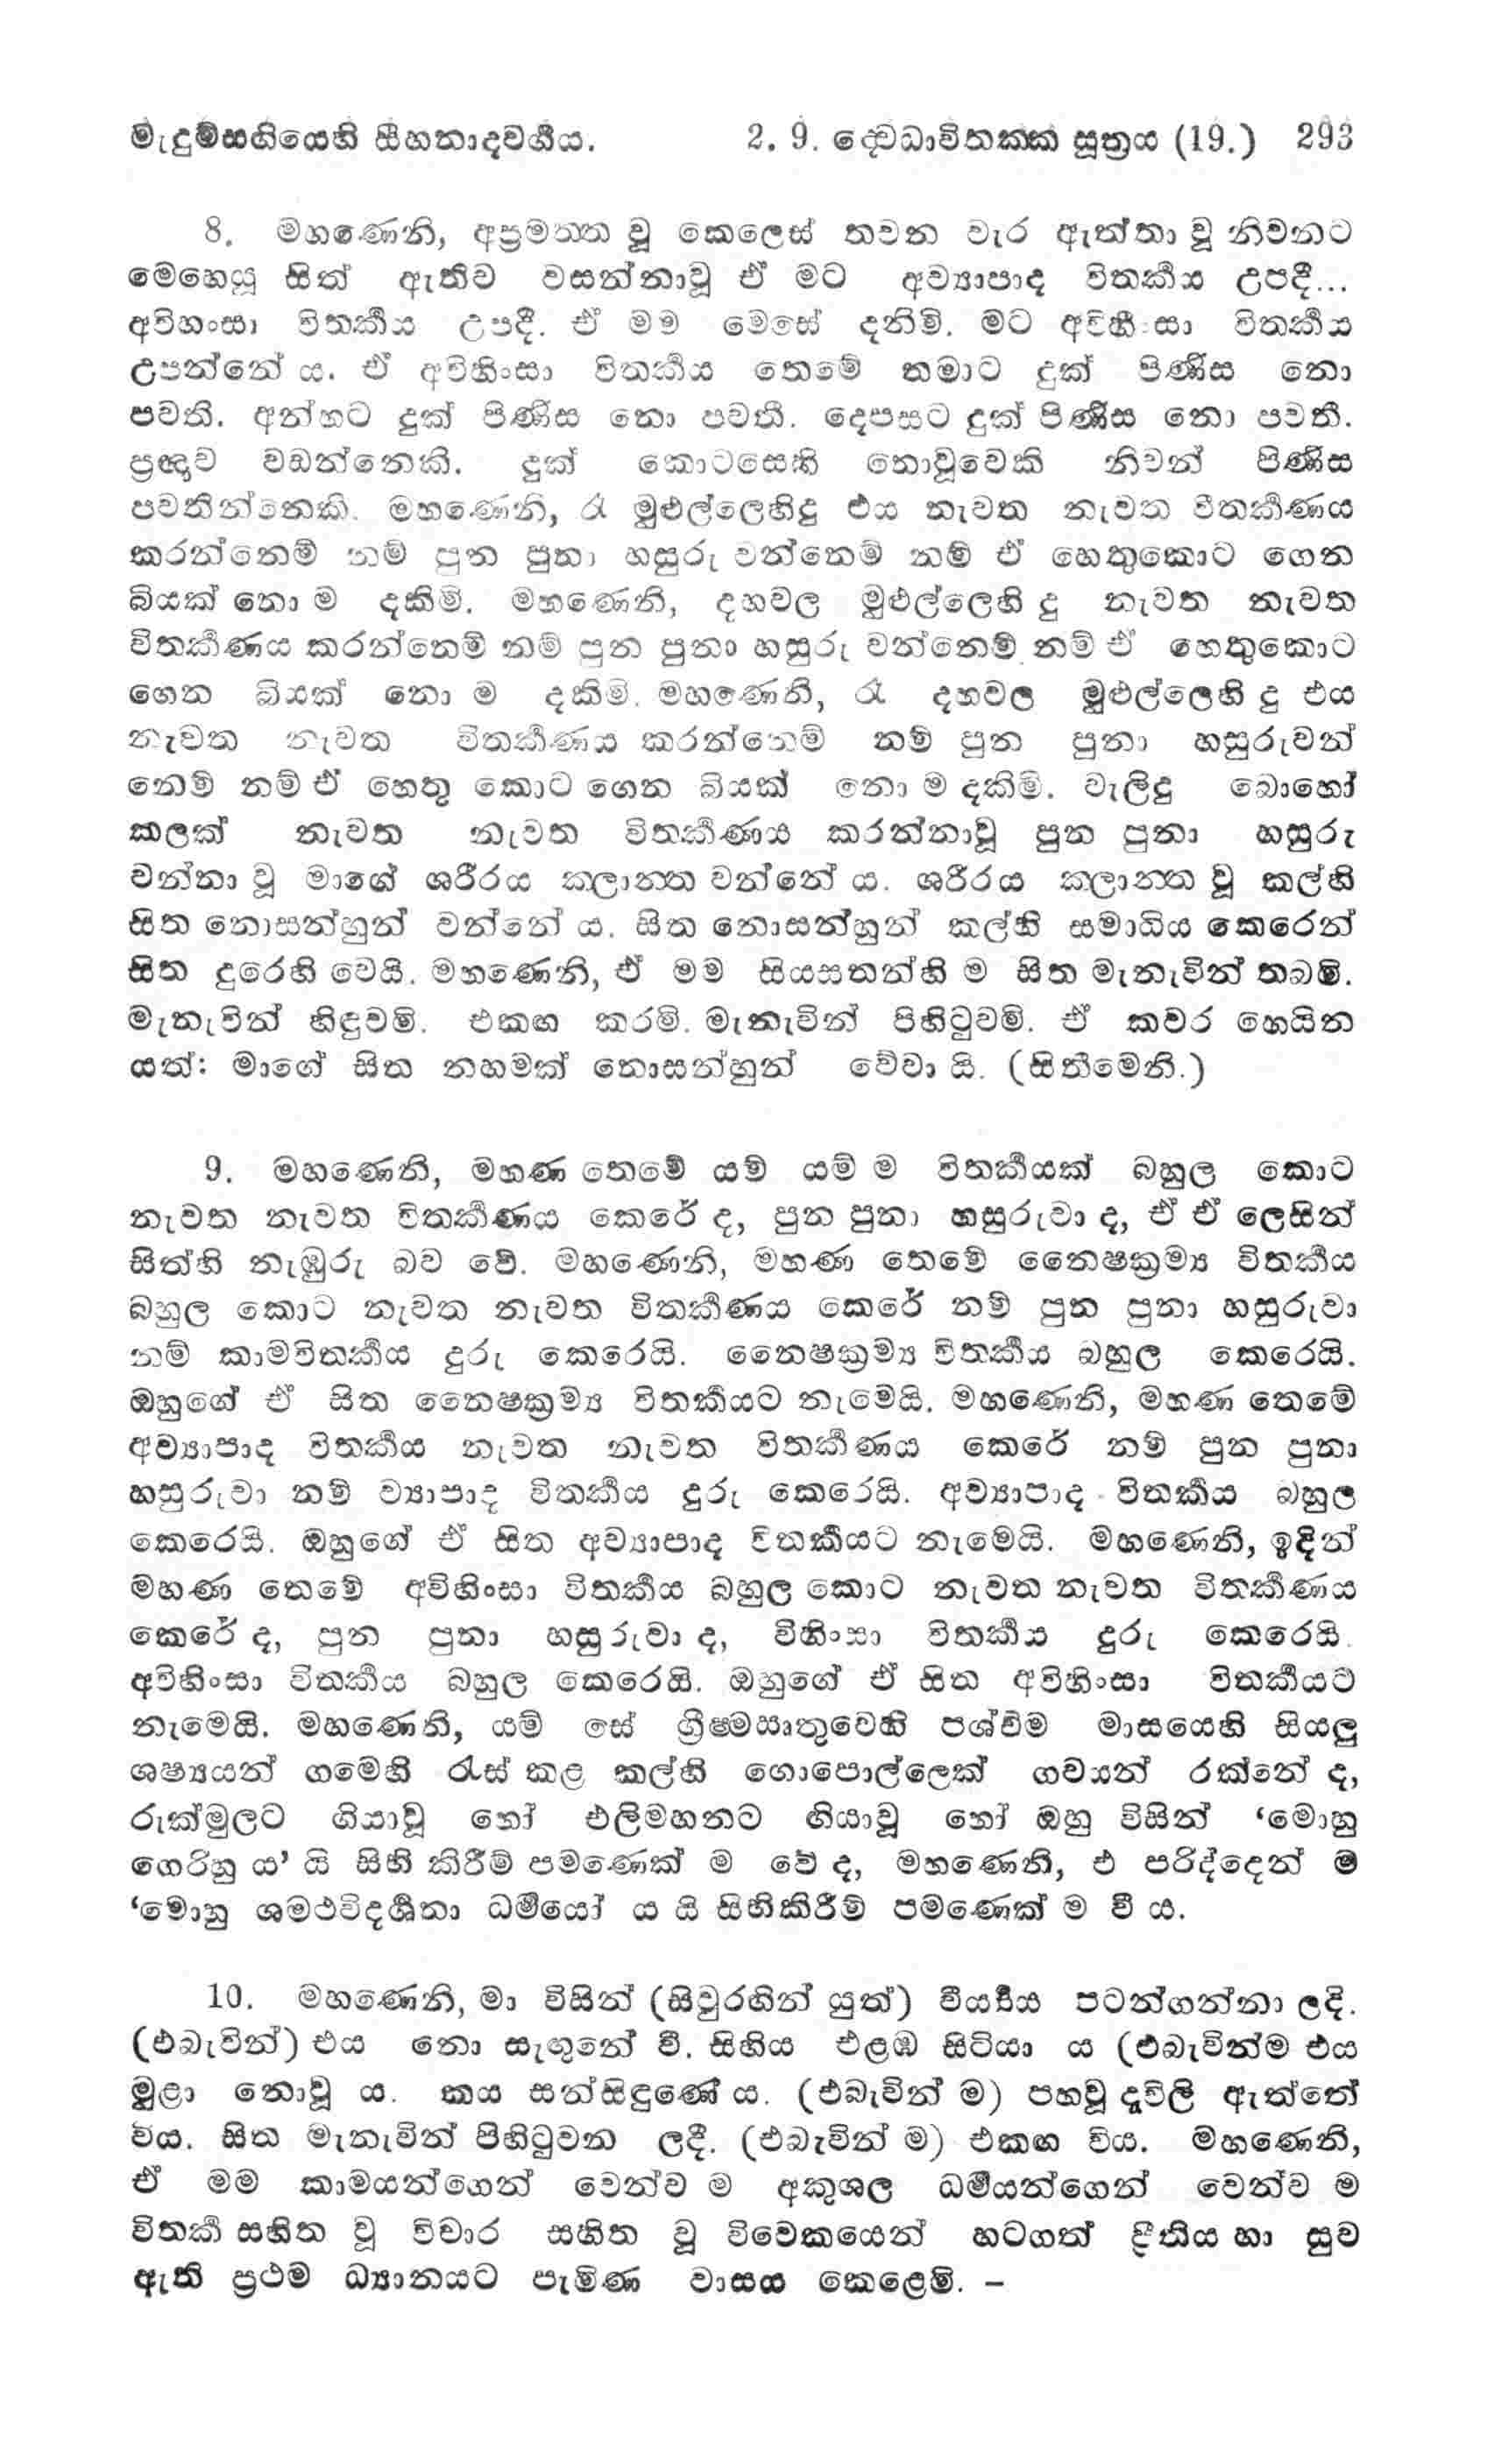 මැදුම්සඟියෙහි සීහනාදවර්‍ගය. 2. 9. ද්වෙධාවිතක්ක සූත්‍රය (19.) 293
8. මහණෙනි, අප්‍රමත්ත වූ කෙලෙස් තවන වැර ඇත්තා වූ නිවනට
මෙහෙයූ සිත් ඇතිව වසන්නාවූ ඒ මට අව්‍යාපාද විතර්‍කය උපදී...
අවිහංසා විතර්‍කය උපදී. ඒ මම මෙසේ දනිමි. මට අවිහිංසා විතර්‍කය
උපන්නේ ය. ඒ අවිහිංසා විතර්‍කය තෙමේ තමාට දුක් පිණිස නො
පවතී. අන්හට දුක් පිණිස නො පවතී. දෙපසට දුක් පිණිස නො පවතී.
ප්‍රඥාව වඩන්නෙකි. දුක් කොටසෙහි නොවූවෙකි නිවන් පිණිස
පවතින්නෙකි. මහණෙනි, රෑ මුළුල්ලෙහිදු එය නැවත නැවත විතර්‍කණය
කරන්නෙම් නම් පුන පුනා හසුරු වන්නෙම් නම් ඒ හෙතුකොට ගෙන
බියක් නො ම දකිමි. මහණෙනි, දහවල මුළුල්ලෙහි දු නැවත නැවත
විතර්‍කණය කරන්නෙම් නම් පුන පුනා හසුරු වන්නෙම් නම් ඒ හෙතුකොට
ගෙන බියක් නො ම දකිමි. මහණෙනි, රෑ දහවල මුළුල්ලෙහි දු එය
නැවත නැවත විතර්‍කණය කරන්නෙම් නම් පුන පුනා හසුරුවන්
නෙම් නම් ඒ හෙතු කොට ගෙන බියක් නො ම දකිමි. වැලිදු බොහෝ
කලක් නැවත නැවත විතර්‍කණය කරන්නාවූ පුන පුනා හසුරු
වන්නා වූ මාගේ ශරීරය ක්ලාන්ත වන්නේ ය. ශරීරය ක්ලාන්ත වූ කල්හි
සිත නොසන්හුන් වන්නේ ය. සිත නොසන්හුන් කල්හි සමාධිය කෙරෙන්
සිත දුරෙහි වෙයි. මහණෙනි, ඒ මම සියසතන්හි ම සිත මැනැවින් තබමි.
මැනැවින් හිඳුවමි. එකඟ කරමි. මැනැවින් පිහිටුවමි. ඒ කවර හෙයින
යත්: මාගේ සිත නහමක් නොසන්හුන් වේවා යි. (සිතීමෙනි.)
9. මහණෙනි, මහණ තෙමේ යම් යම් ම විතර්‍කයක් බහුල කොට
නැවත නැවත විතර්‍කණය කෙරේ ද, පුන පුනා හසුරුවා ද, ඒ ඒ ලෙසින්
සිත්හි නැඹුරු බව වේ. මහණෙනි, මහණ තෙමේ නෛෂ්ක්‍රම්‍ය විතර්‍කය
බහුල කොට නැවත නැවත විතර්‍කණය කෙරේ නම් පුන පුනා හසුරුවා
නම් කාමවිතර්‍කය දුරු කෙරෙයි. නෛෂ්ක්‍රම්‍ය විතර්‍කය බහුල කෙරෙයි.
ඔහුගේ ඒ සිත නෛෂ්ක්‍රම්‍ය විතර්‍කයට නැමෙයි. මහණෙනි, මහණ තෙමේ
අව්‍යාපාද විතර්‍කය නැවත නැවත විතර්‍කණය කෙරේ නම් පුන පුනා
හසුරුවා නම් ව්‍යාපාද විතර්‍කය දුරු කෙරෙයි. අව්‍යාපාද විතර්‍කය බහුල
කෙරෙයි. ඔහුගේ ඒ සිත අව්‍යාපාද විතර්‍කයට නැමෙයි. මහණෙනි, ඉදින්
මහණ තෙමේ අවිහිංසා විතර්‍කය බහුල කොට නැවත නැවත විතර්‍කණය
කෙරේ ද, පුන පුනා හසුරුවා ද, විහිංසා විතර්‍කය දුරු කෙරෙයි.
අවිහිංසා විතර්‍කය බහුල කෙරෙයි. ඔහුගේ ඒ සිත අවිහිංසා විතර්‍කයට
නැමෙයි. මහණෙනි, යම් සේ ග්‍රීෂ්මඍතුවෙහි පශ්චිම මාසයෙහි සියලු
ශෂ්‍යයන් ගමෙහි රැස් කළ කල්හි ගොපොල්ලෙක් ගවයන් රක්නේ ද,
රුක්මුලට ගියාවූ හෝ එලිමහනට ගියාවූ හෝ ඔහු විසින් ‘මොහු
ගෙරිහු ය’ යි සිහි කිරීම් පමණෙක් ම වේ ද, මහණෙනි, එ පරිද්දෙන් ම
‘මොහු ශමථවිදර්‍ශනා ධර්‍මයෝ ය යි සිහිකිරීම් පමණෙක් ම වී ය.
10. මහණෙනි, මා විසින් (සිවුරඟින් යුත්) වීර්‍ය්‍යය පටන්ගන්නා ලදි.
(එබැවින්) එය නො සැඟුනේ වී. සිහිය එළඹ සිටියා ය (එබැවින්ම එය
මුළා නොවූ ය. කය සන්සිඳුණේ ය. (එබැවින් ම) පහවූ දැවිලි ඇත්තේ
විය. සිත මැනැවින් පිහිටුවන ලදී. (එබැවින් ම) එකඟ විය. මහණෙනි,
ඒ මම කාමයන්ගෙන් වෙන්ව ම අකුශල ධර්‍මයන්ගෙන් වෙන්ව ම
විතර්‍ක සහිත වූ විචාර සහිත වූ විවෙකයෙන් හටගත් ප්‍රීතිය හා සුව
ඇති ප්‍රථම ධ්‍යානයට පැමිණ වාසය කෙළෙමි. –